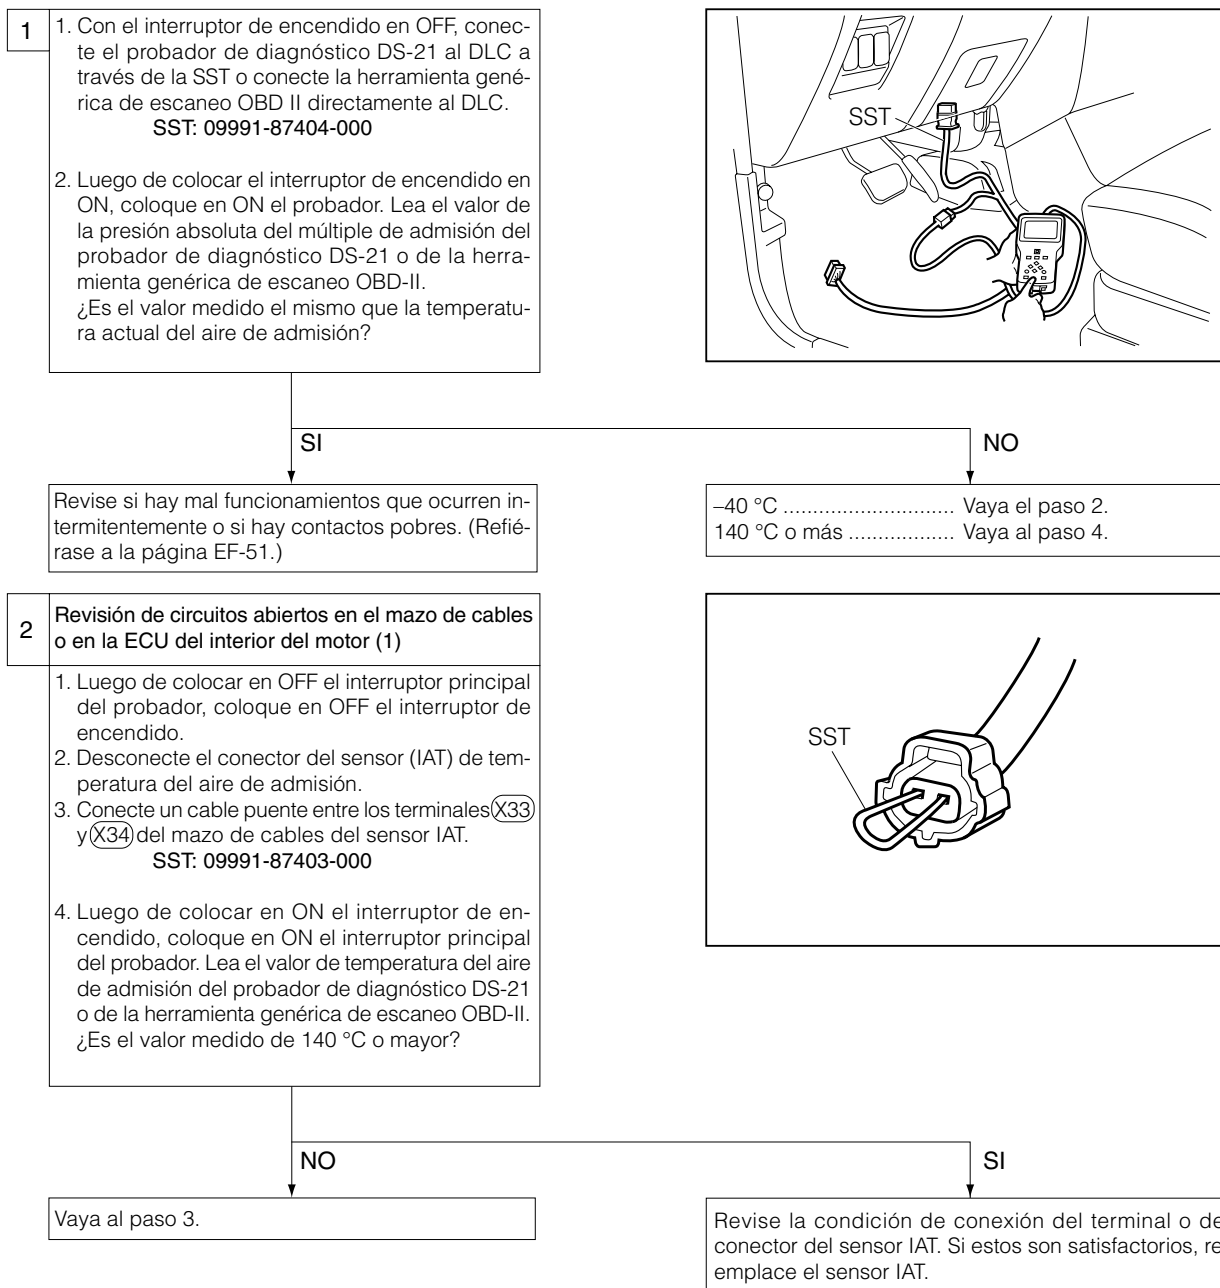 1
1. Con el interruptor de encendido en OFF, conec-
te el probador de diagnóstico DS-21 al DLC a
través de la SST o conecte la herramienta gené-
rica de escaneo OBD II directamente al DLC.
SST: 09991-87404-000
2. Luego de colocar el interruptor de encendido en
ON, coloque en ON el probador. Lea el valor de
la presión absoluta del múltiple de admisión del
probador de diagnóstico DS-21 o de la herra-
mienta genérica de escaneo OBD-II.
¿Es el valor medido el mismo que la temperatu-
ra actual del aire de admisión?
SST
SI
NO
Revise si hay mal funcionamientos que ocurren in-
termitentemente o si hay contactos pobres. (Refié-
rase a la página EF-51.)
–40 °C ............................ Vaya el paso 2.
140 °C o más .................. Vaya al paso 4.
2
Revisión de circuitos abiertos en el mazo de cables
o en la ECU del interior del motor (1)
1. Luego de colocar en OFF el interruptor principal
del probador, coloque en OFF el interruptor de
encendido.
2. Desconecte el conector del sensor (IAT) de tem-
peratura del aire de admisión.
3. Conecte un cable puente entre los terminales X33
y X34 del mazo de cables del sensor IAT.
SST: 09991-87403-000
4. Luego de colocar en ON el interruptor de en-
cendido, coloque en ON el interruptor principal
del probador. Lea el valor de temperatura del aire
de admisión del probador de diagnóstico DS-21
o de la herramienta genérica de escaneo OBD-II.
¿Es el valor medido de 140 °C o mayor?
SST
NO
SI
Vaya al paso 3.
Revise la condición de conexión del terminal o de
conector del sensor IAT. Si estos son satisfactorios, re
emplace el sensor IAT.